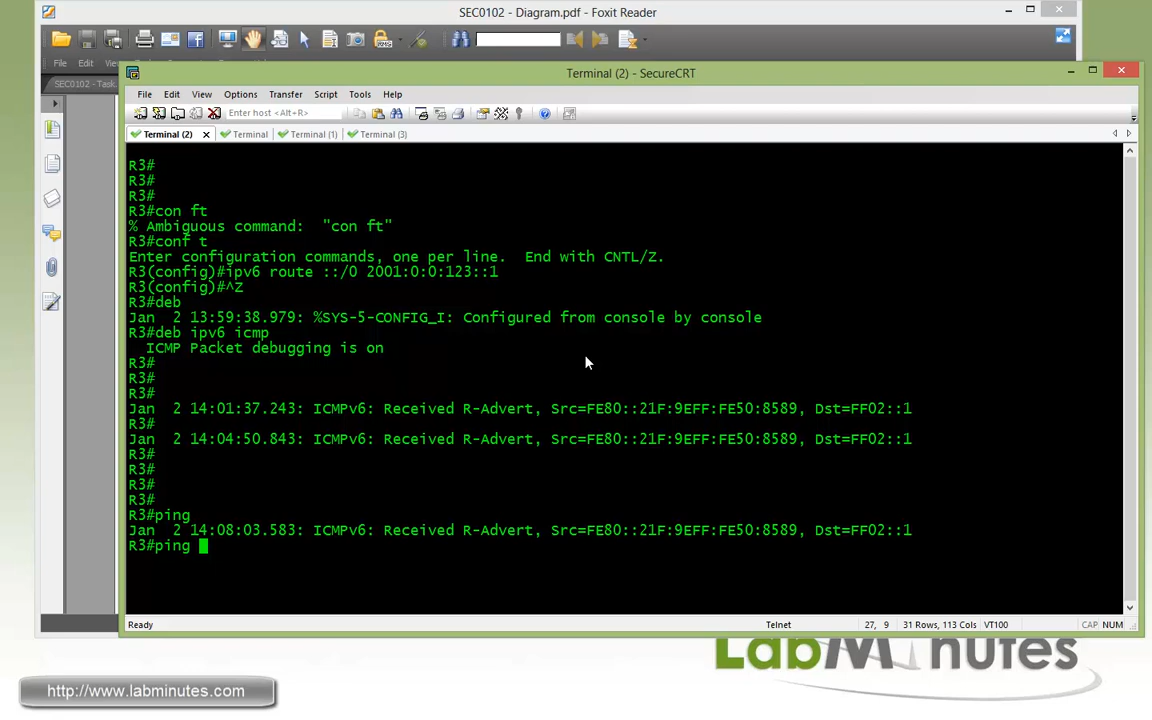 SEC0102 - Diagram.pdf - Foxit Reader
File Edit
SEC0102 - Task
Terminal (2) - SecureCRT
File Edit View Options Transfer Script Tools Help
Enter host <Alt+R>
Terminal (2) Terminal Terminal (1) Terminal (3)
R3#
R3#
R3#
R3#con ft
% Ambiguous command:  "con ft"
R3#conf t
Enter configuration commands, one per line.  End with CNTL/Z.
R3(config)#ipv6 route ::/0 2001:0:0:123::1
R3(config)#^Z
R3#deb
Jan  2 13:59:38.979: %SYS-5-CONFIG_I: Configured from console by console
R3#deb ipv6 icmp
  ICMP Packet debugging is on
R3#
R3#
R3#
Jan  2 14:01:37.243: ICMPv6: Received R-Advert, Src=FE80::21F:9EFF:FE50:8589, Dst=FF02::1
R3#
Jan  2 14:04:50.843: ICMPv6: Received R-Advert, Src=FE80::21F:9EFF:FE50:8589, Dst=FF02::1
R3#
R3#
R3#
R3#
R3#ping
Jan  2 14:08:03.583: ICMPv6: Received R-Advert, Src=FE80::21F:9EFF:FE50:8589, Dst=FF02::1
R3#ping
Ready Telnet 27, 9 31 Rows, 113 Cols VT100 CAP NUM
LabMinutes
http://www.labminutes.com